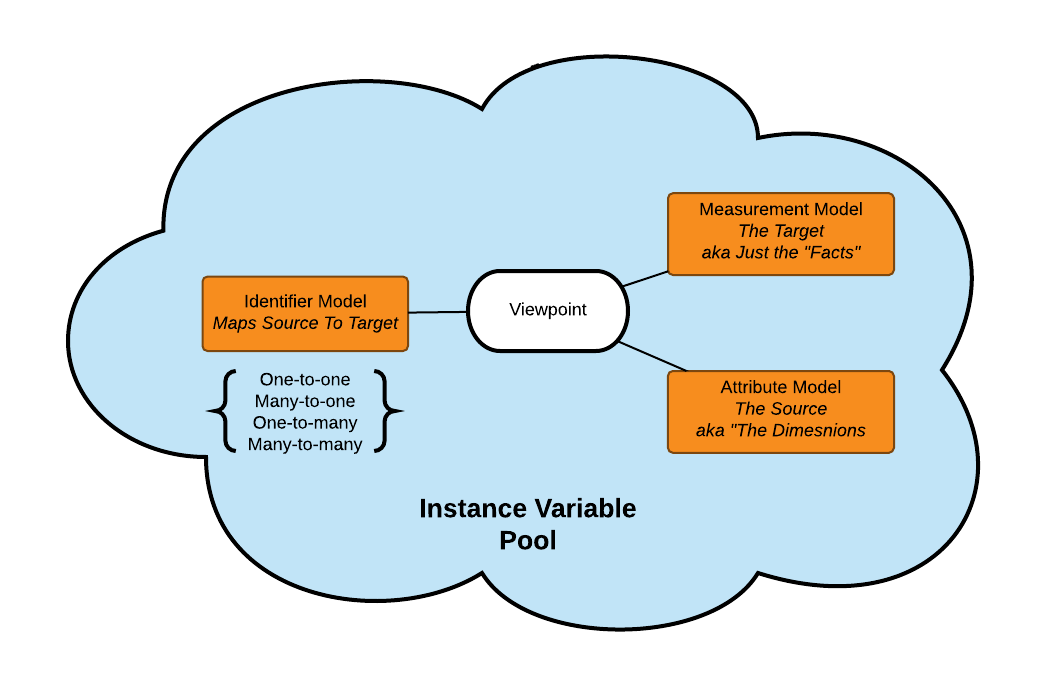 Measurement Model
The Target
aka Just the "Facts"
Identifier Model
Maps Source To Target
Viewpoint
One-to-one
Many-to-one
One-to-many
Many-to-many
Attribute Model
The Source
aka "The Dimesnions
Instance Variable
Pool